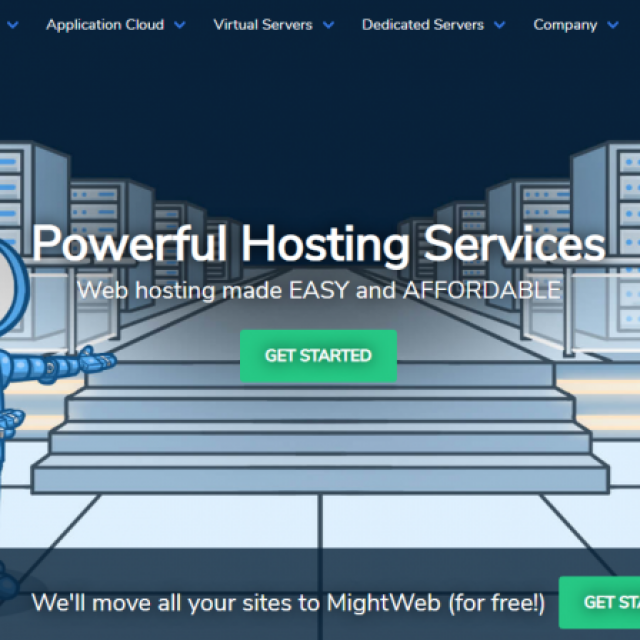 Application Cloud Virtual Servers Dedicated Servers Company
Powerful Hosting Services
Web hosting made EASY and AFFORDABLE
GET STARTED
We'll move all your sites to MightWeb (for free!) GET STA